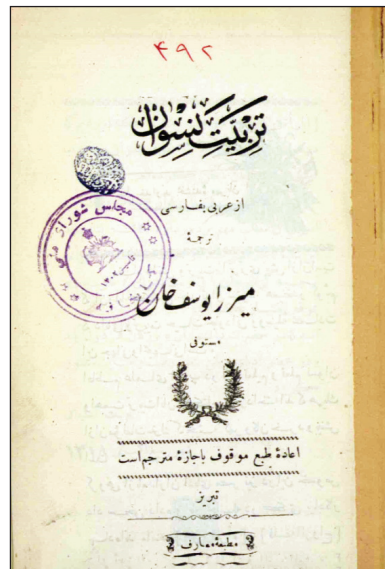 ۴۹۲
تربیت نسوان
از عربی بفارسی
ترجمهٔ
میرزا یوسف خان
مستوفی
مجلس شورای ملی
اعادهٔ طبع موقوف باجازهٔ مترجم است
تبریز
مطبعهٔ معارف